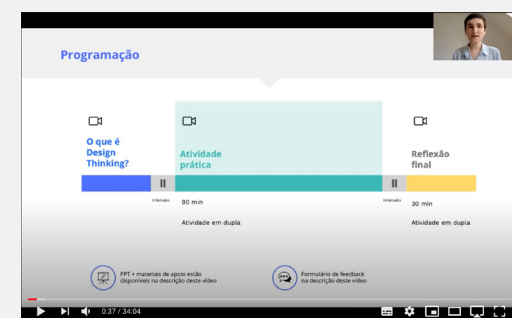 Programação
O que é
Design
Thinking?
Atividade
prática
Reflexão
final
Intervalo
90 min
Intervalo
30 min
Atividade em dupla
Atividade em dupla
PPT + materiais de apoio estão
disponíveis na descrição deste vídeo
Formulário de feedback
na descrição deste vídeo
0:37 / 34:04